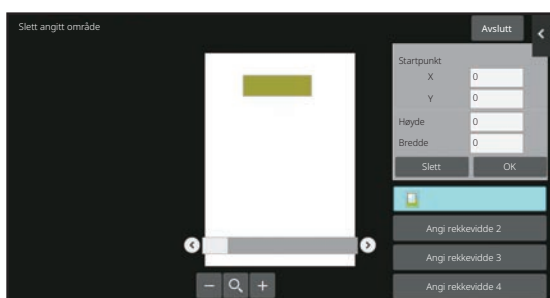 Slett angitt område
Avslutt
Startpunkt
X 0
Y 0
Høyde 0
Bredde 0
Slett OK
Angi rekkevidde 2
Angi rekkevidde 3
Angi rekkevidde 4